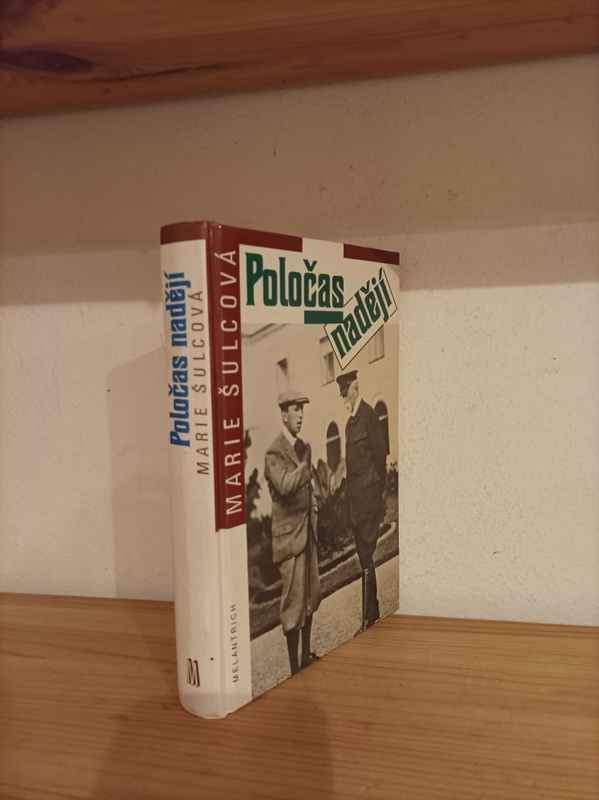 Poločas nadějí
MARIE ŠULCOVÁ
M
MARIE ŠULCOVÁ
MELANTRICH
Poločas
nadějí